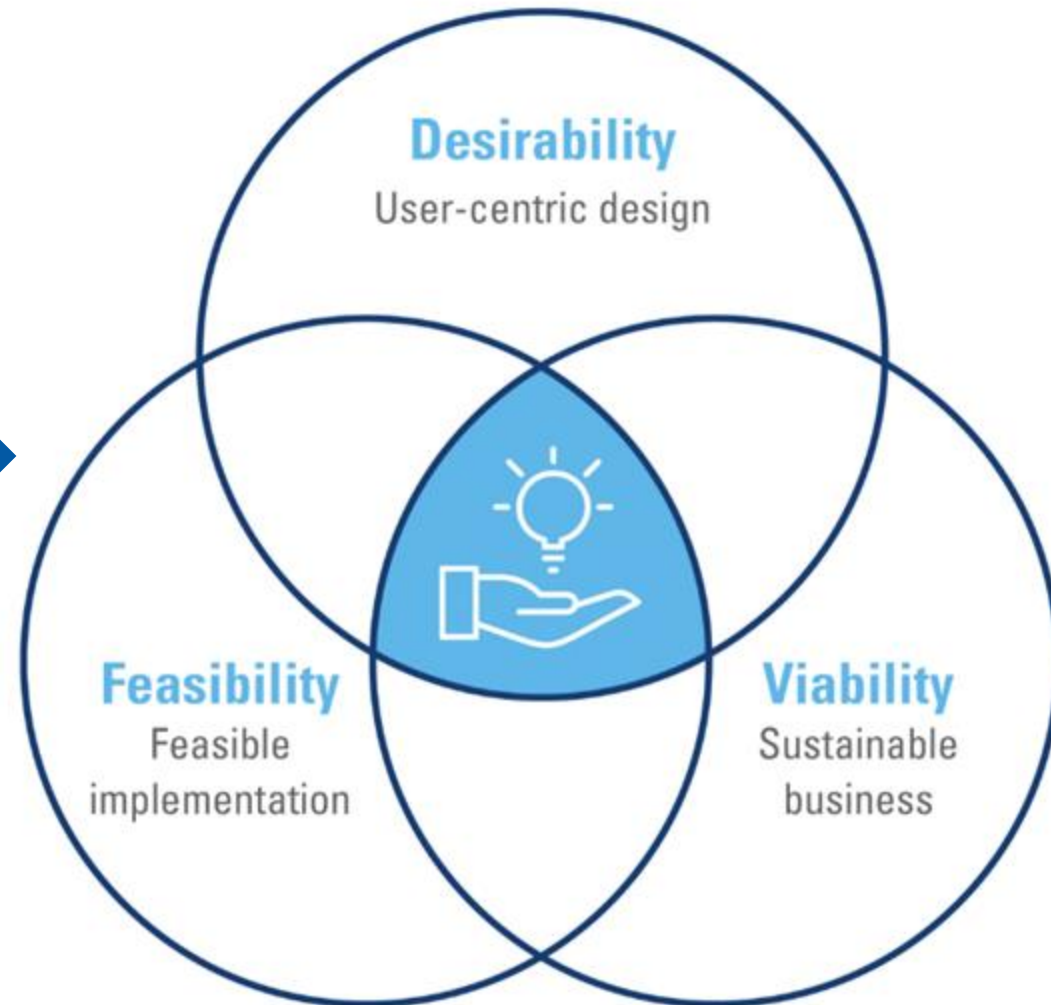 Desirability
User-centric design
Feasibility
Feasible
implementation
Viability
Sustainable
business